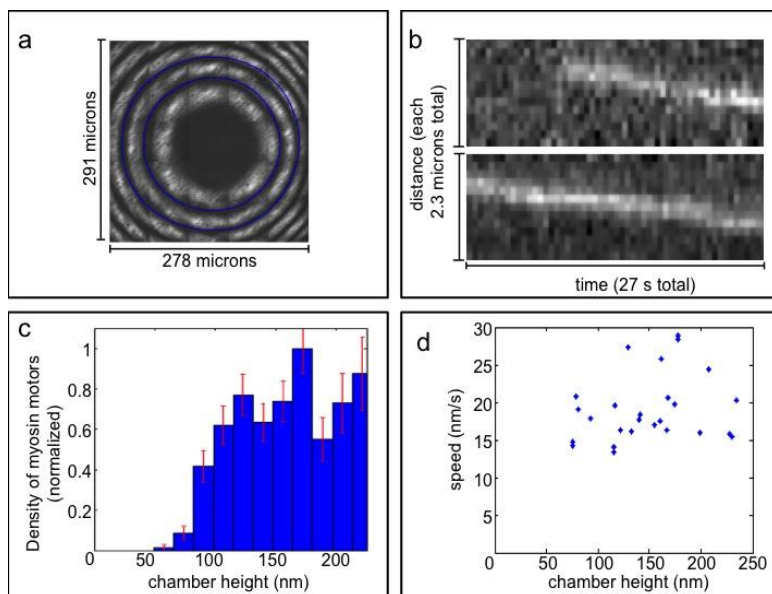 a
291 microns
278 microns
b
distance (each
2.3 microns total)
time (27 s total)
c
Density of myosin motors
(normalized)
1
0.8
0.6
0.4
0.2
0 50 100 150 200
chamber height (nm)
d
speed (nm/s)
30
25
20
15
10
5
0 50 100 150 200 250
chamber height (nm)